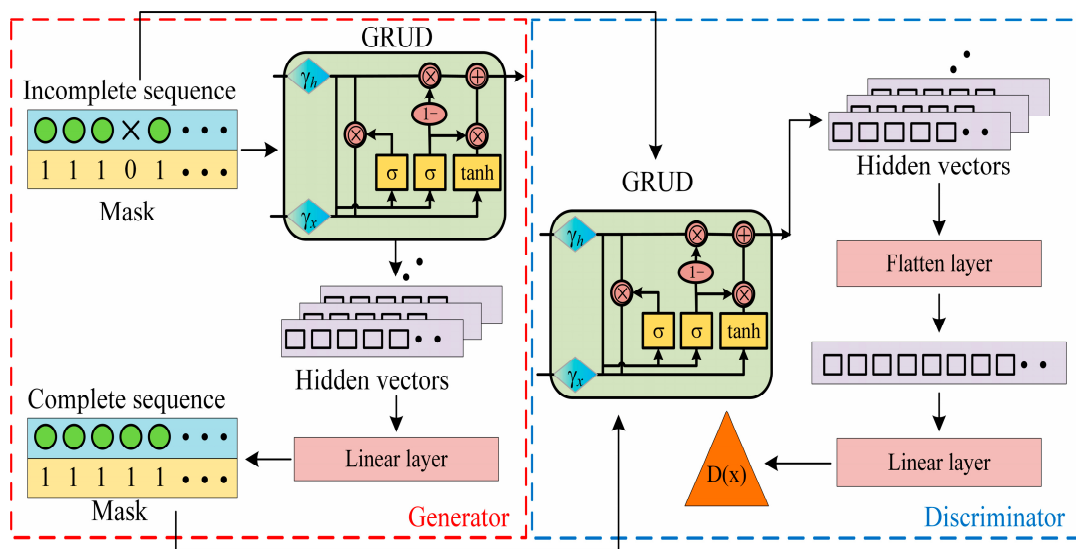 GRUD
Incomplete sequence
× • • •
1 1 1 0 1 • • •
Mask
γh
× +
1-
× ×
σ σ tanh
γx
Hidden vectors
Linear layer
Complete sequence
1 1 1 1 1 • • •
Mask
Generator
GRUD
γh
× +
1-
× ×
σ σ tanh
γx
Hidden vectors
Flatten layer
Linear layer
D(x)
Discriminator